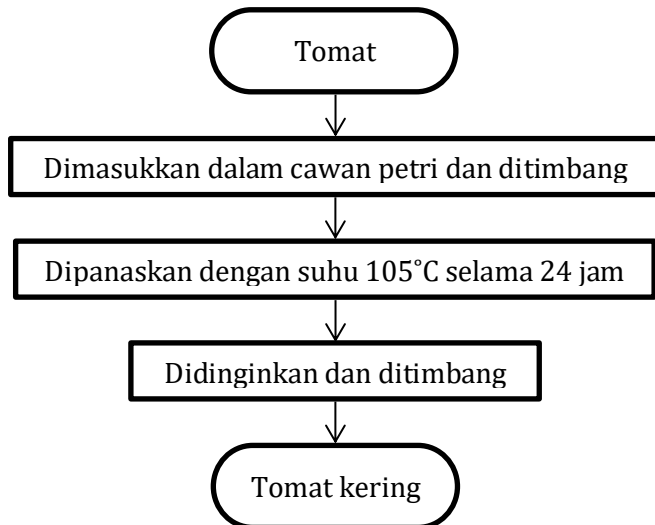 Tomat
Dimasukkan dalam cawan petri dan ditimbang
Dipanaskan dengan suhu 105°C selama 24 jam
Didinginkan dan ditimbang
Tomat kering